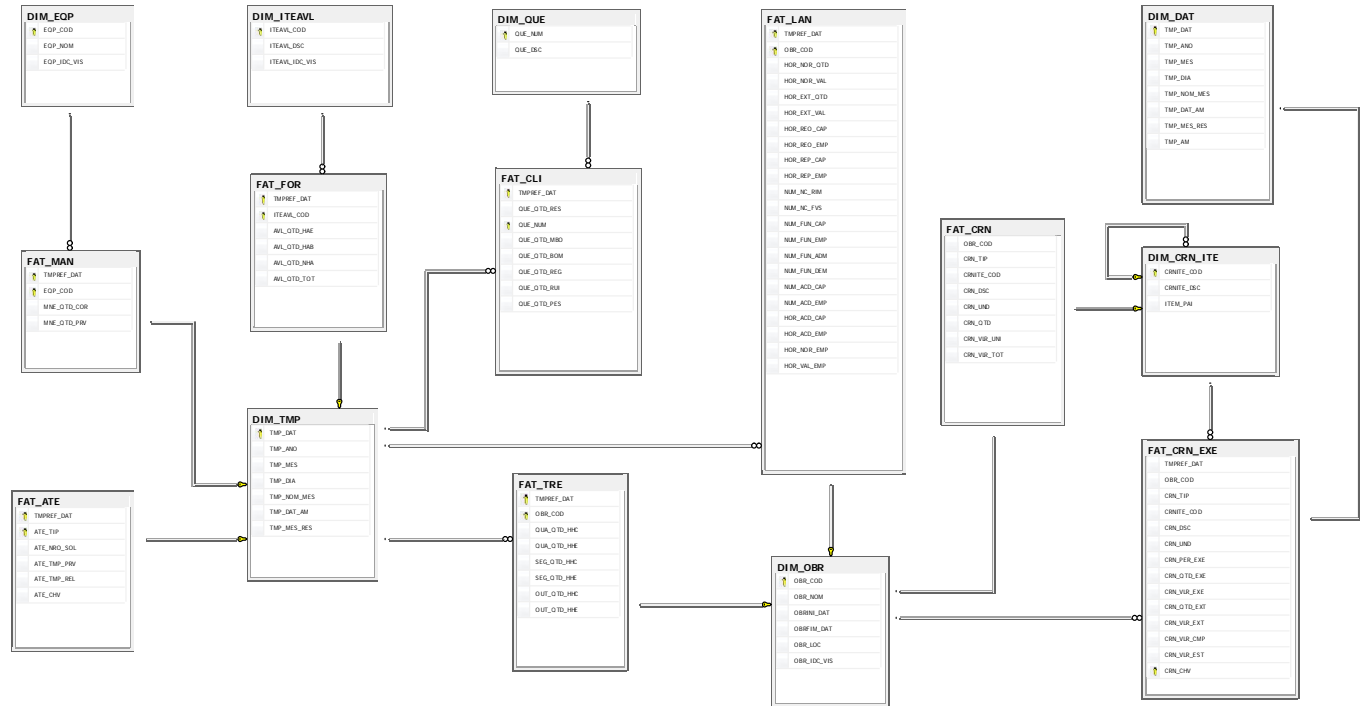 DIM_EQP
EQP_COD
EQP_NOM
EQP_IDC_VIS
DIM_ITEAVL
ITEAVL_COD
ITEAVL_DSC
ITEAVL_IDC_VIS
DIM_QUE
QUE_NUM
QUE_DSC
FAT_LAN
TMPREF_DAT
OBR_COD
HOR_NOR_QTD
HOR_NOR_VAL
HOR_EXT_QTD
HOR_EXT_VAL
HOR_REO_CAP
HOR_REO_EMP
HOR_REP_CAP
HOR_REP_EMP
NUM_NC_RIM
NUM_NC_FVS
NUM_FUN_CAP
NUM_FUN_EMP
NUM_FUN_ADM
NUM_FUN_DEM
NUM_ACD_CAP
NUM_ACD_EMP
HOR_ACD_CAP
HOR_ACD_EMP
HOR_NOR_EMP
HOR_VAL_EMP
DIM_DAT
TMP_DAT
TMP_ANO
TMP_MES
TMP_DIA
TMP_NOM_MES
TMP_DAT_AM
TMP_MES_RES
TMP_AM
FAT_FOR
TMPREF_DAT
ITEAVL_COD
AVL_QTD_HAE
AVL_QTD_HAB
AVL_QTD_NHA
AVL_QTD_TOT
FAT_CLI
TMPREF_DAT
QUE_QTD_RES
QUE_NUM
QUE_QTD_MBO
QUE_QTD_BOM
QUE_QTD_REG
QUE_QTD_RUI
QUE_QTD_PES
FAT_CRN
OBR_COD
CRN_TIP
CRNITE_COD
CRN_DSC
CRN_UND
CRN_QTD
CRN_VLR_UNI
CRN_VLR_TOT
DIM_CRN_ITE
CRNITE_COD
CRNITE_DSC
ITEM_PAI
FAT_MAN
TMPREF_DAT
EQP_COD
MNE_QTD_COR
MNE_QTD_PRV
DIM_TMP
TMP_DAT
TMP_ANO
TMP_MES
TMP_DIA
TMP_NOM_MES
TMP_DAT_AM
TMP_MES_RES
FAT_CRN_EXE
TMPREF_DAT
OBR_COD
CRN_TIP
CRNITE_COD
CRN_DSC
CRN_UND
CRN_PER_EXE
CRN_QTD_EXE
CRN_VLR_EXE
CRN_QTD_EXT
CRN_VLR_EXT
CRN_VLR_CMP
CRN_VLR_EST
CRN_CHV
FAT_ATE
TMPREF_DAT
ATE_TIP
ATE_NRO_SOL
ATE_TMP_PRV
ATE_TMP_REL
ATE_CHV
FAT_TRE
TMPREF_DAT
OBR_COD
QUA_QTD_HHC
QUA_QTD_HHE
SEG_QTD_HHC
SEG_QTD_HHE
OUT_QTD_HHC
OUT_QTD_HHE
DIM_OBR
OBR_COD
OBR_NOM
OBRINI_DAT
OBRFIM_DAT
OBR_LOC
OBR_IDC_VIS